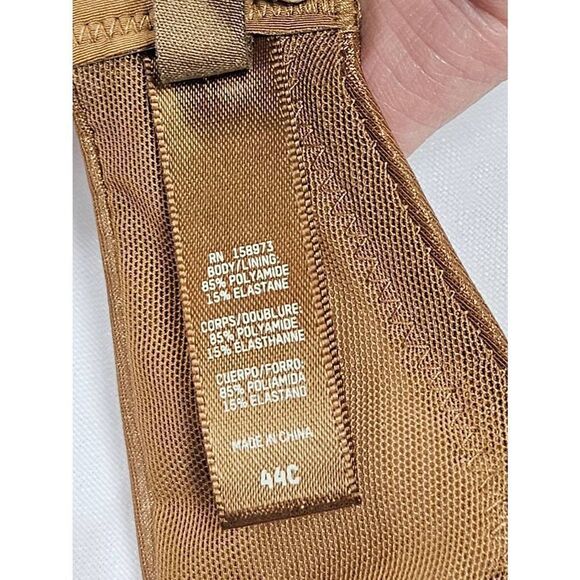 RN 158973
BODY/LINING:
85% POLYAMIDE
15% ELASTANE
CORPS/DOUBLURE:
85% POLYAMIDE
15% ELASTHANNE
CUERPO/FORRO:
85% POLIAMIDA
15% ELASTANO
MADE IN CHINA
44C